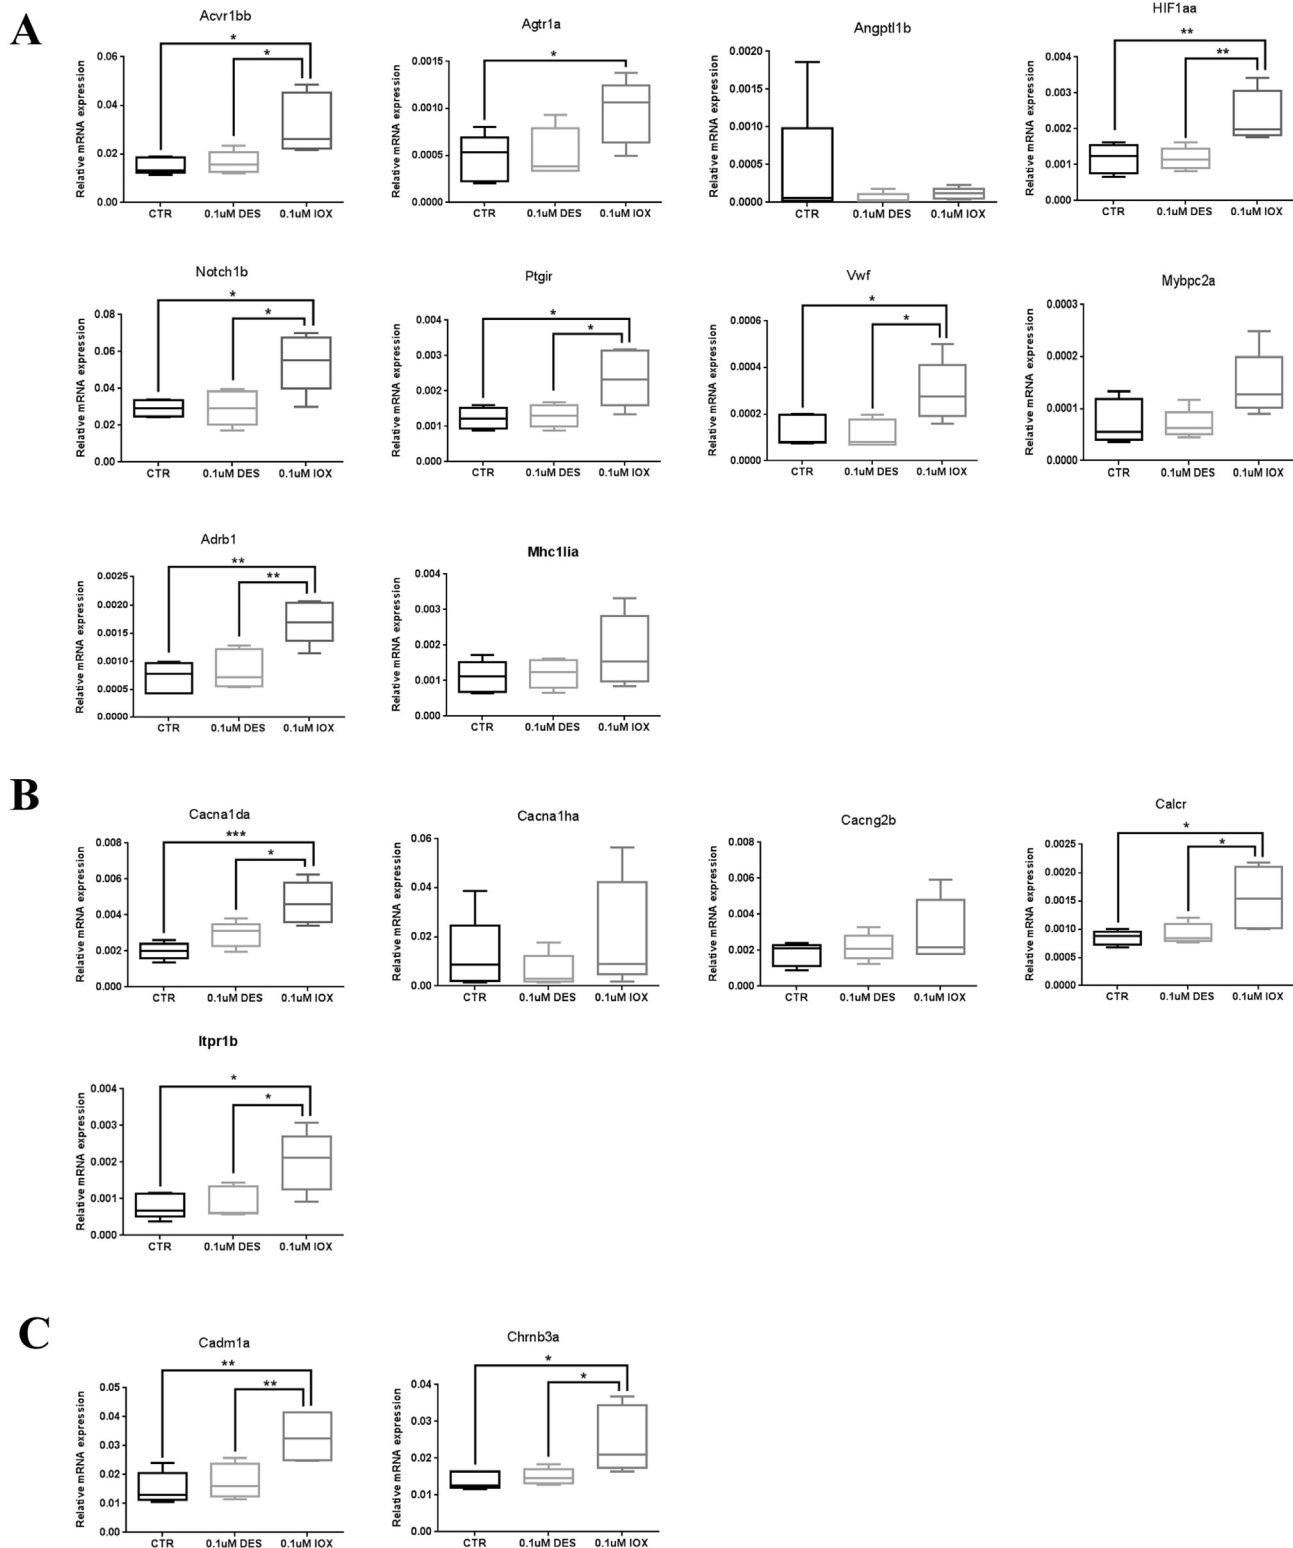 A
Acvr1bb
Relative mRNA expression
0.06
0.04
0.02
0.00
*
*
CTR 0.1uM DES 0.1uM IOX
Agtr1a
Relative mRNA expression
0.0015
0.0010
0.0005
0.0000
*
CTR 0.1uM DES 0.1uM IOX
Angptl1b
Relative mRNA expression
0.0020
0.0015
0.0010
0.0005
0.0000
CTR 0.1uM DES 0.1uM IOX
HIF1aa
Relative mRNA expression
0.004
0.003
0.002
0.001
0.000
**
**
CTR 0.1uM DES 0.1uM IOX
Notch1b
Relative mRNA expression
0.08
0.06
0.04
0.02
0.00
*
*
CTR 0.1uM DES 0.1uM IOX
Ptgir
Relative mRNA expression
0.004
0.003
0.002
0.001
0.000
*
*
CTR 0.1uM DES 0.1uM IOX
Vwf
Relative mRNA expression
0.0006
0.0004
0.0002
0.0000
*
*
CTR 0.1uM DES 0.1uM IOX
Mybpc2a
Relative mRNA expression
0.0003
0.0002
0.0001
0.0000
CTR 0.1uM DES 0.1uM IOX
Adrb1
Relative mRNA expression
0.0025
0.0020
0.0015
0.0010
0.0005
0.0000
**
**
CTR 0.1uM DES 0.1uM IOX
Mhc1lia
Relative mRNA expression
0.004
0.003
0.002
0.001
0.000
CTR 0.1uM DES 0.1uM IOX
B
Cacna1da
Relative mRNA expression
0.008
0.006
0.004
0.002
0.000
***
*
CTR 0.1uM DES 0.1uM IOX
Cacna1ha
Relative mRNA expression
0.06
0.04
0.02
0.00
CTR 0.1uM DES 0.1uM IOX
Cacng2b
Relative mRNA expression
0.008
0.006
0.004
0.002
0.000
CTR 0.1uM DES 0.1uM IOX
Calcr
Relative mRNA expression
0.0025
0.0020
0.0015
0.0010
0.0005
0.0000
*
*
CTR 0.1uM DES 0.1uM IOX
Itpr1b
Relative mRNA expression
0.004
0.003
0.002
0.001
0.000
*
*
CTR 0.1uM DES 0.1uM IOX
C
Cadm1a
Relative mRNA expression
0.05
0.04
0.03
0.02
0.01
0.00
**
**
CTR 0.1uM DES 0.1uM IOX
Chrnb3a
Relative mRNA expression
0.04
0.03
0.02
0.01
0.00
*
*
CTR 0.1uM DES 0.1uM IOX